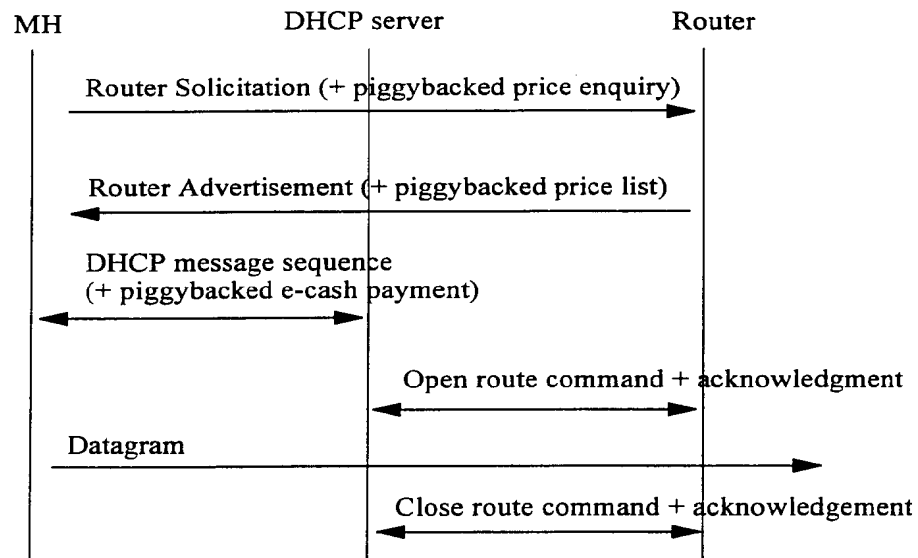 MH
DHCP server
Router
Router Solicitation (+ piggybacked price enquiry)
Router Advertisement (+ piggybacked price list)
DHCP message sequence
(+ piggybacked e-cash payment)
Open route command + acknowledgment
Datagram
Close route command + acknowledgement